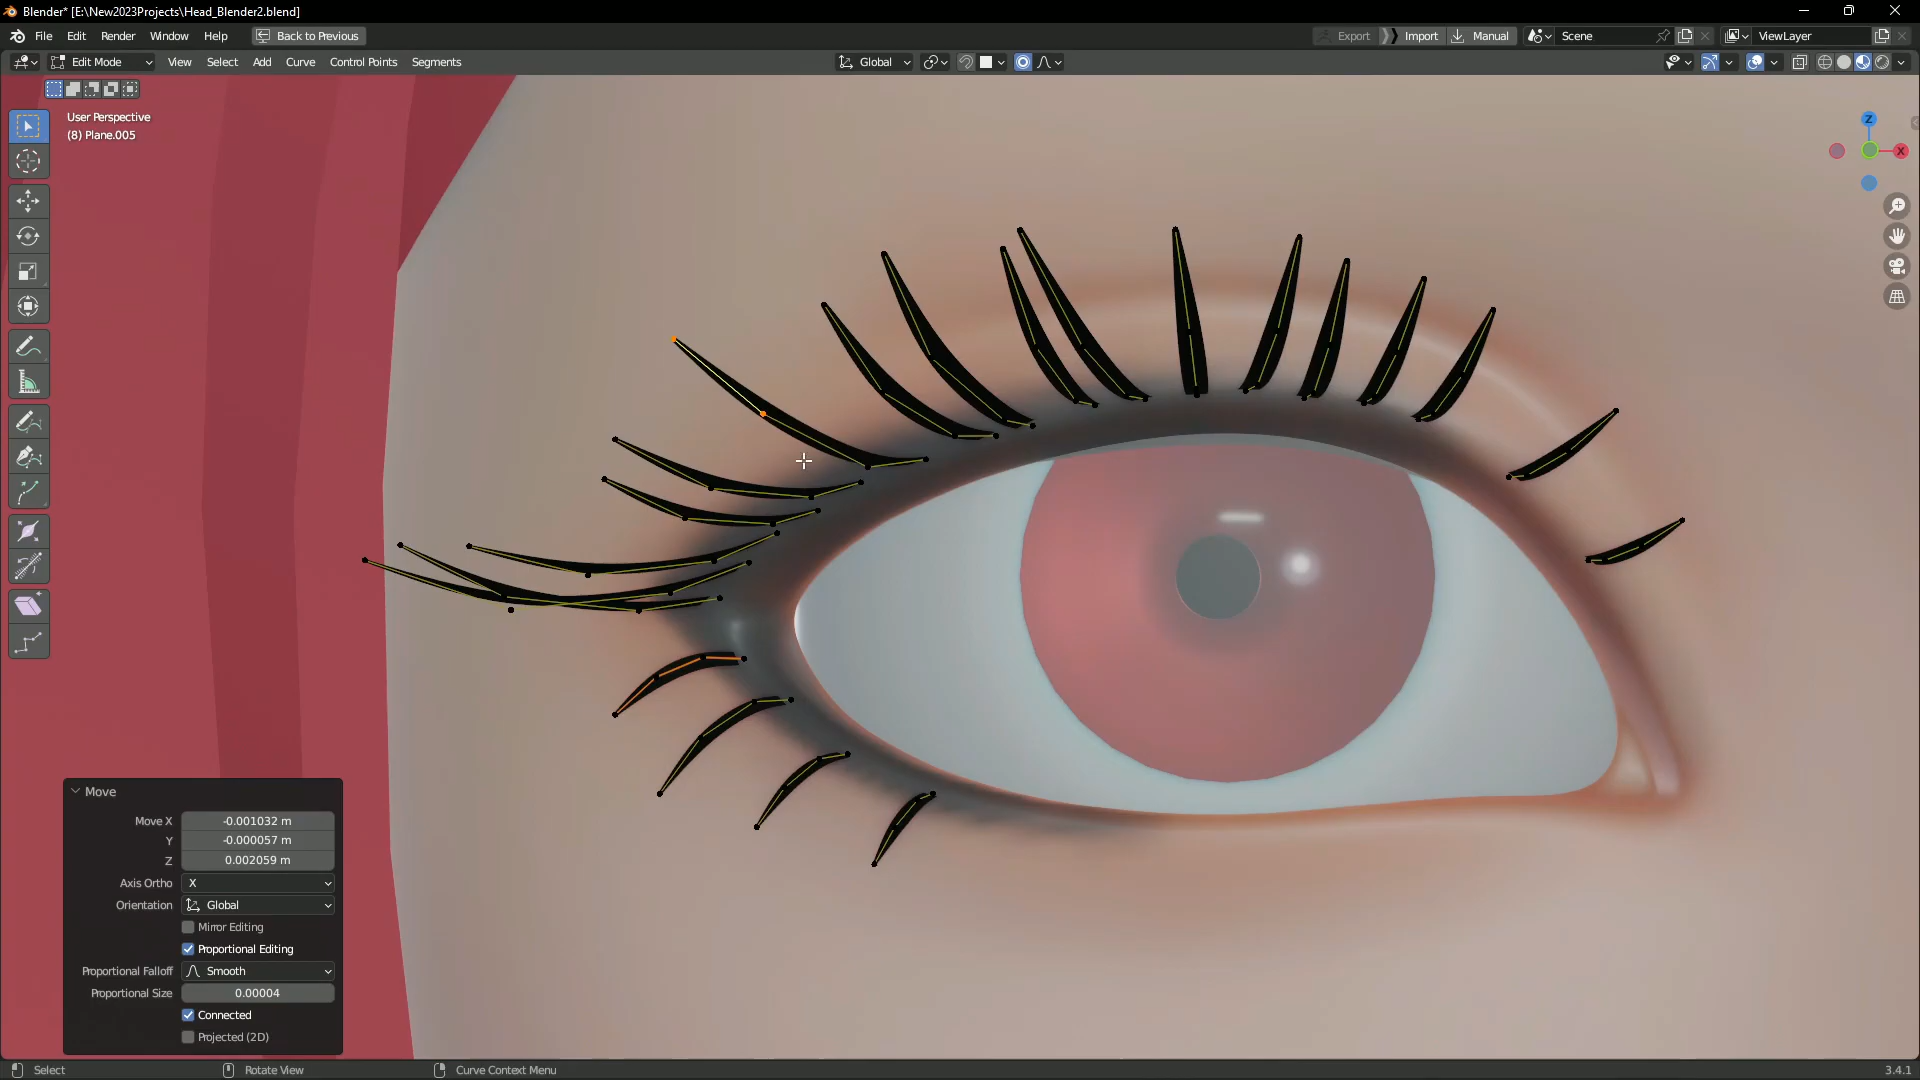 Blender* [E:\New2023Projects\Head_Blender2.blend]
File Edit Render Window Help Back to Previous Export Import Manual Scene ViewLayer
Edit Mode View Select Add Curve Control Points Segments Global
User Perspective
(8) Plane.005
Z
X
Move
Move X -0.001032 m
Y -0.000057 m
Z 0.002059 m
Axis Ortho X
Orientation Global
Mirror Editing
Proportional Editing
Proportional Falloff Smooth
Proportional Size 0.00004
Connected
Projected (2D)
Select Rotate View Curve Context Menu 3.4.1